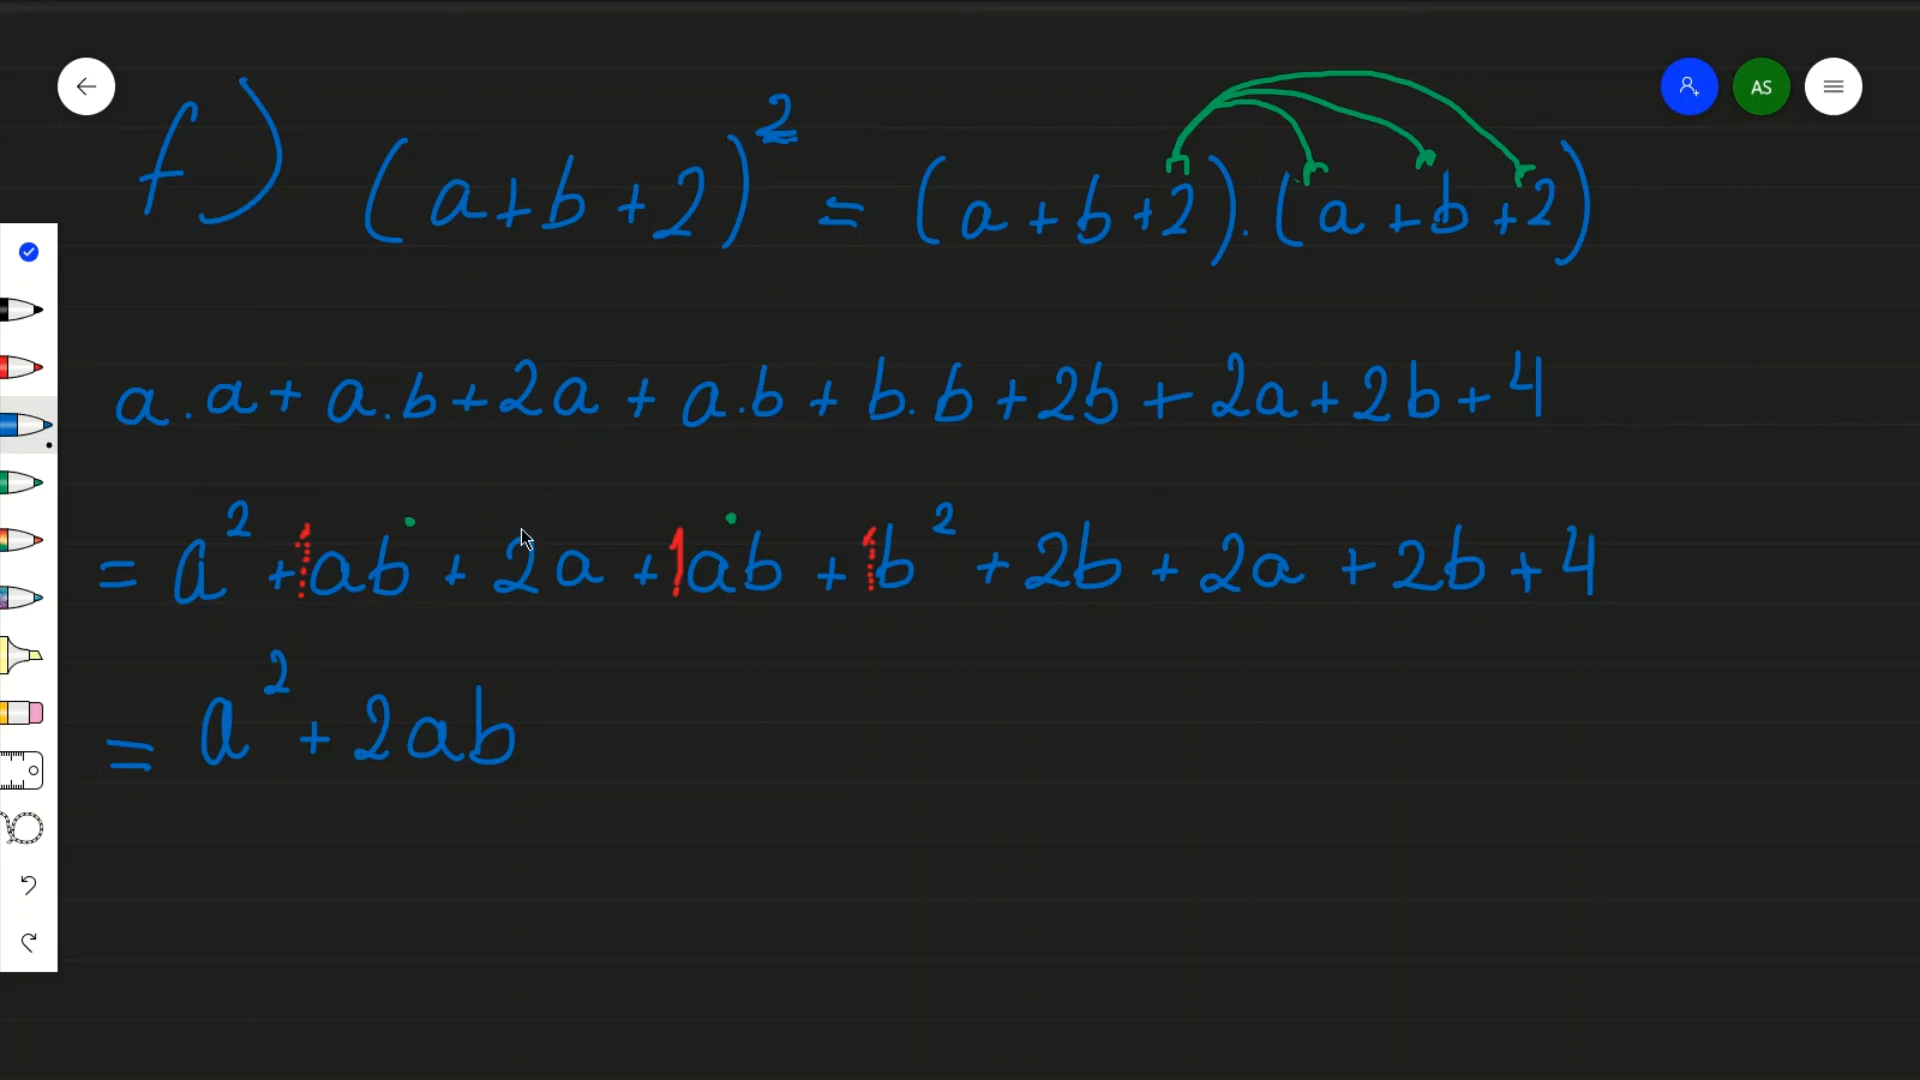 AS
f) (a+b+2)² = (a+b+2).(a+b+2)
a.a+a.b+2a+a.b+b.b+2b+2a+2b+4
= a²+1ab+2a+1ab+1b²+2b+2a+2b+4
= a²+2ab